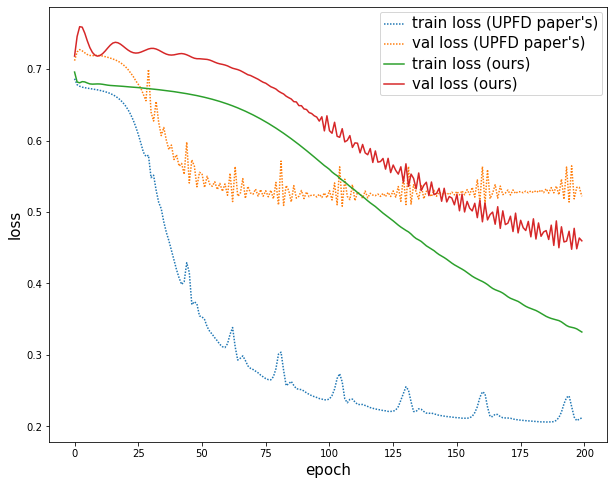 train loss (UPFD paper's)
val loss (UPFD paper's)
train loss (ours)
val loss (ours)
0.7
0.6
0.5
0.4
0.3
0.2
loss
0 25 50 75 100 125 150 175 200
epoch